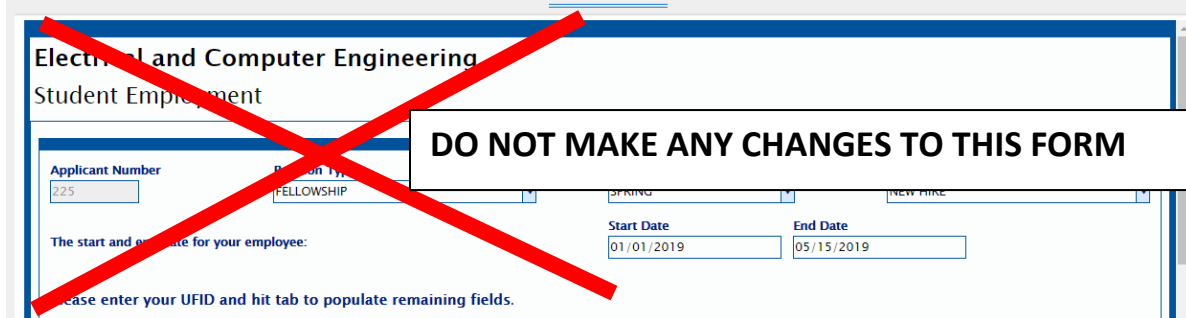 Electrical and Computer Engineering
Student Employment
DO NOT MAKE ANY CHANGES TO THIS FORM
Applicant Number
Position Type
225
FELLOWSHIP
SPRING
NEW HIRE
Start Date
End Date
The start and end date for your employee:
01/01/2019
05/15/2019
Please enter your UFID and hit tab to populate remaining fields.